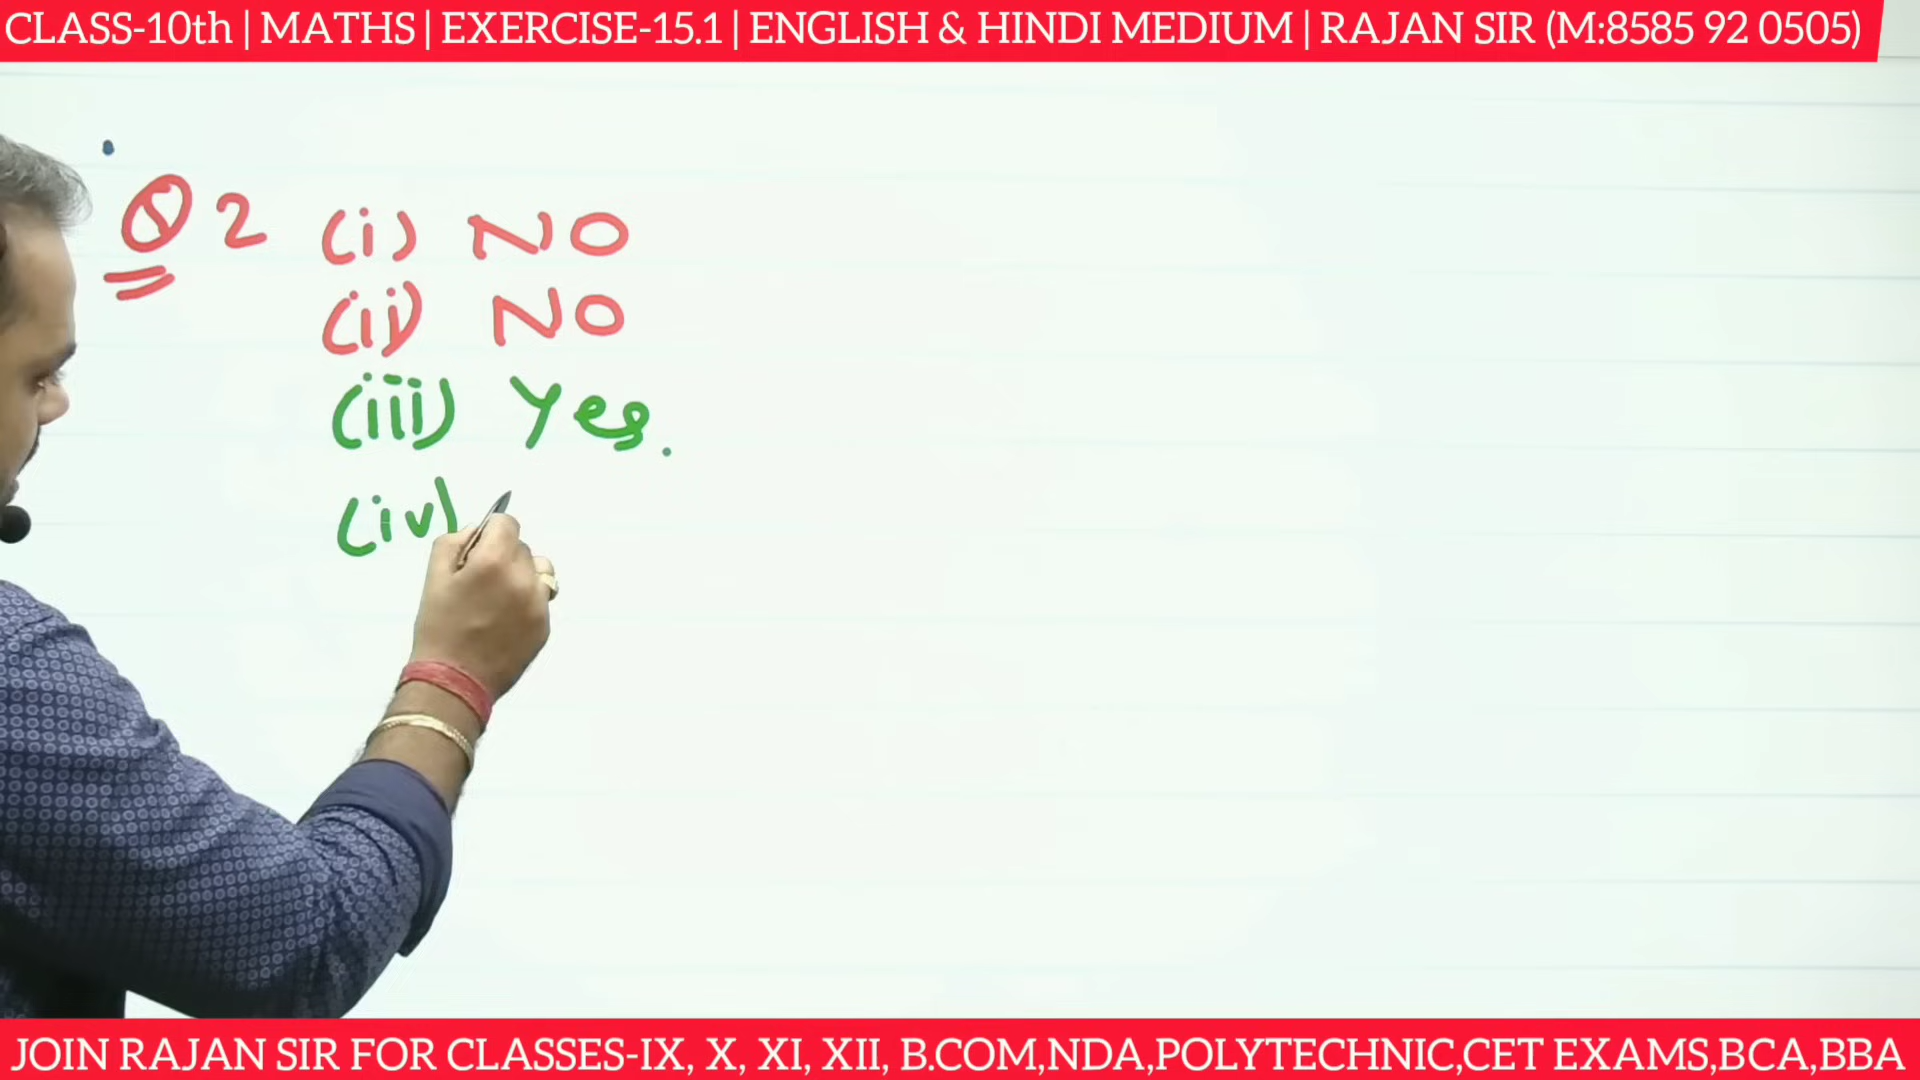 CLASS-10th | MATHS | EXERCISE-15.1 | ENGLISH & HINDI MEDIUM | RAJAN SIR (M:8585 92 0505)
Q 2 (i) NO
(ii) NO
(iii) Yes.
(iv)
JOIN RAJAN SIR FOR CLASSES-IX, X, XI, XII, B.COM,NDA,POLYTECHNIC,CET EXAMS,BCA,BBA